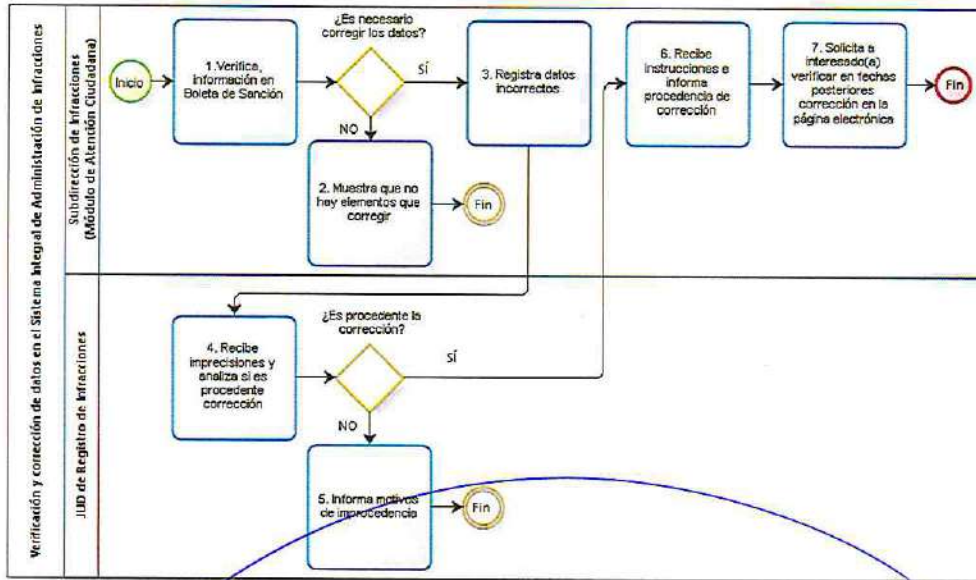 Verificación y corrección de datos en el Sistema Integral de Administración de Infracciones
Subdirección de Infracciones
(Módulo de Atención Ciudadana)
Inicio
1.Verifica,
información en
Boleta de Sanción
¿Es necesario
corregir los datos?
SÍ
NO
2. Muestra que no
hay elementos que
corregir
Fin
3. Registra datos
incorrectos
6. Recibe
instrucciones e
informa
procedencia de
corrección
7. Solicita a
interesado(a)
verificar en fechas
posteriores
corrección en la
página electrónica
Fin
JUD de Registro de Infracciones
4. Recibe
imprecisiones y
analiza si es
procedente
corrección
¿Es procedente la
corrección?
SÍ
NO
5. Informa motivos
de improcedencia
Fin